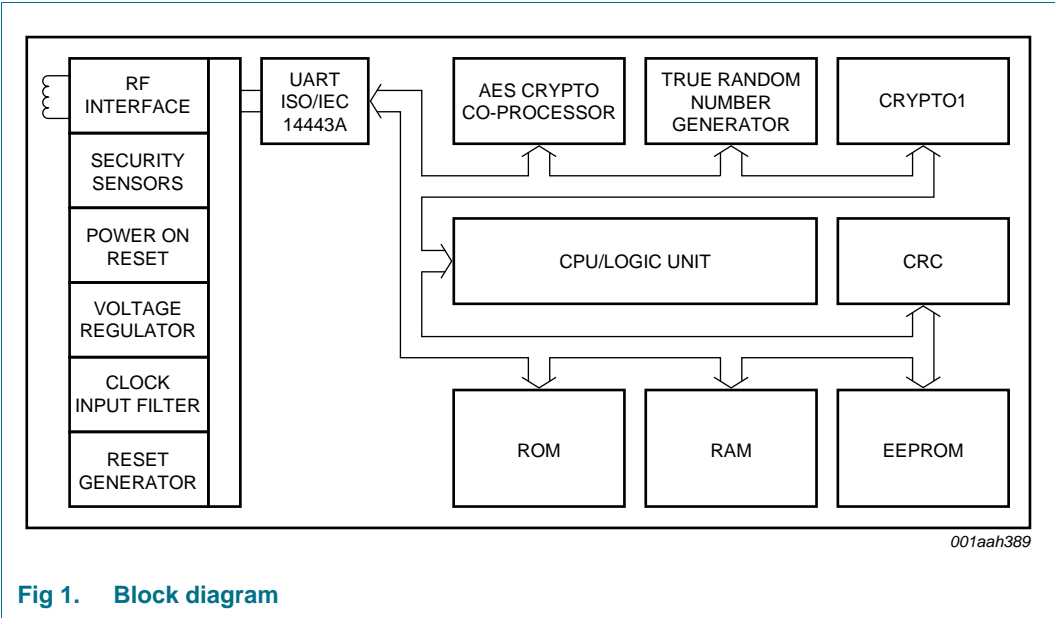 RF
INTERFACE
SECURITY
SENSORS
POWER ON
RESET
VOLTAGE
REGULATOR
CLOCK
INPUT FILTER
RESET
GENERATOR
UART
ISO/IEC
14443A
AES CRYPTO
CO-PROCESSOR
TRUE RANDOM
NUMBER
GENERATOR
CRYPTO1
CPU/LOGIC UNIT
CRC
ROM
RAM
EEPROM
001aah389
Fig 1. Block diagram